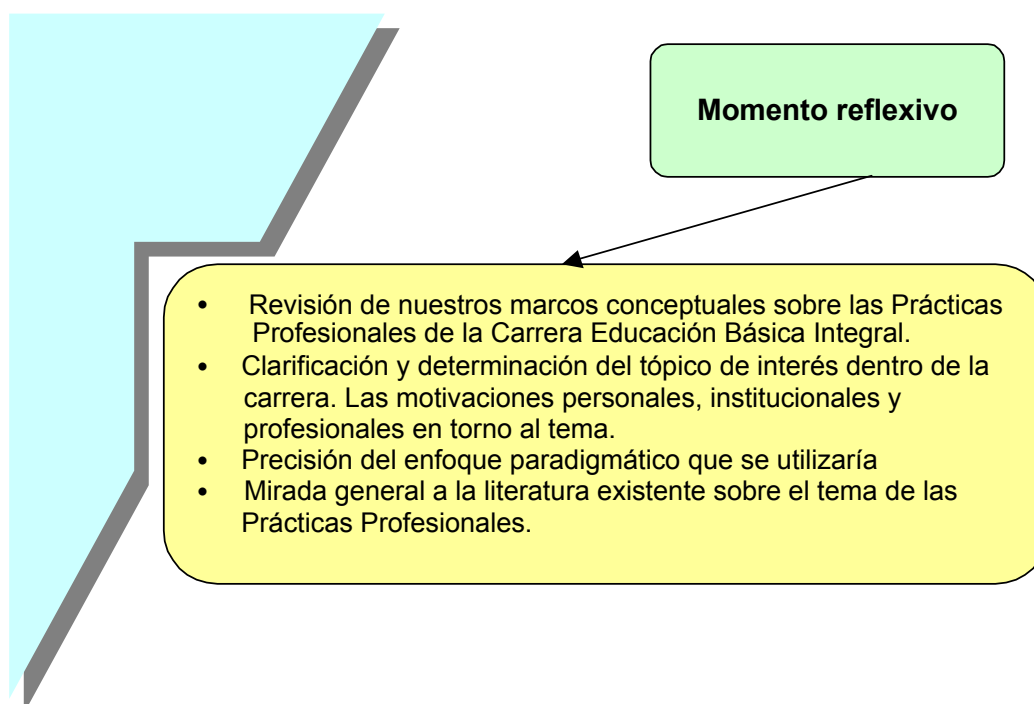 Momento reflexivo
• Revisión de nuestros marcos conceptuales sobre las Prácticas
Profesionales de la Carrera Educación Básica Integral.
• Clarificación y determinación del tópico de interés dentro de la
carrera. Las motivaciones personales, institucionales y
profesionales en torno al tema.
• Precisión del enfoque paradigmático que se utilizaría
• Mirada general a la literatura existente sobre el tema de las
Prácticas Profesionales.